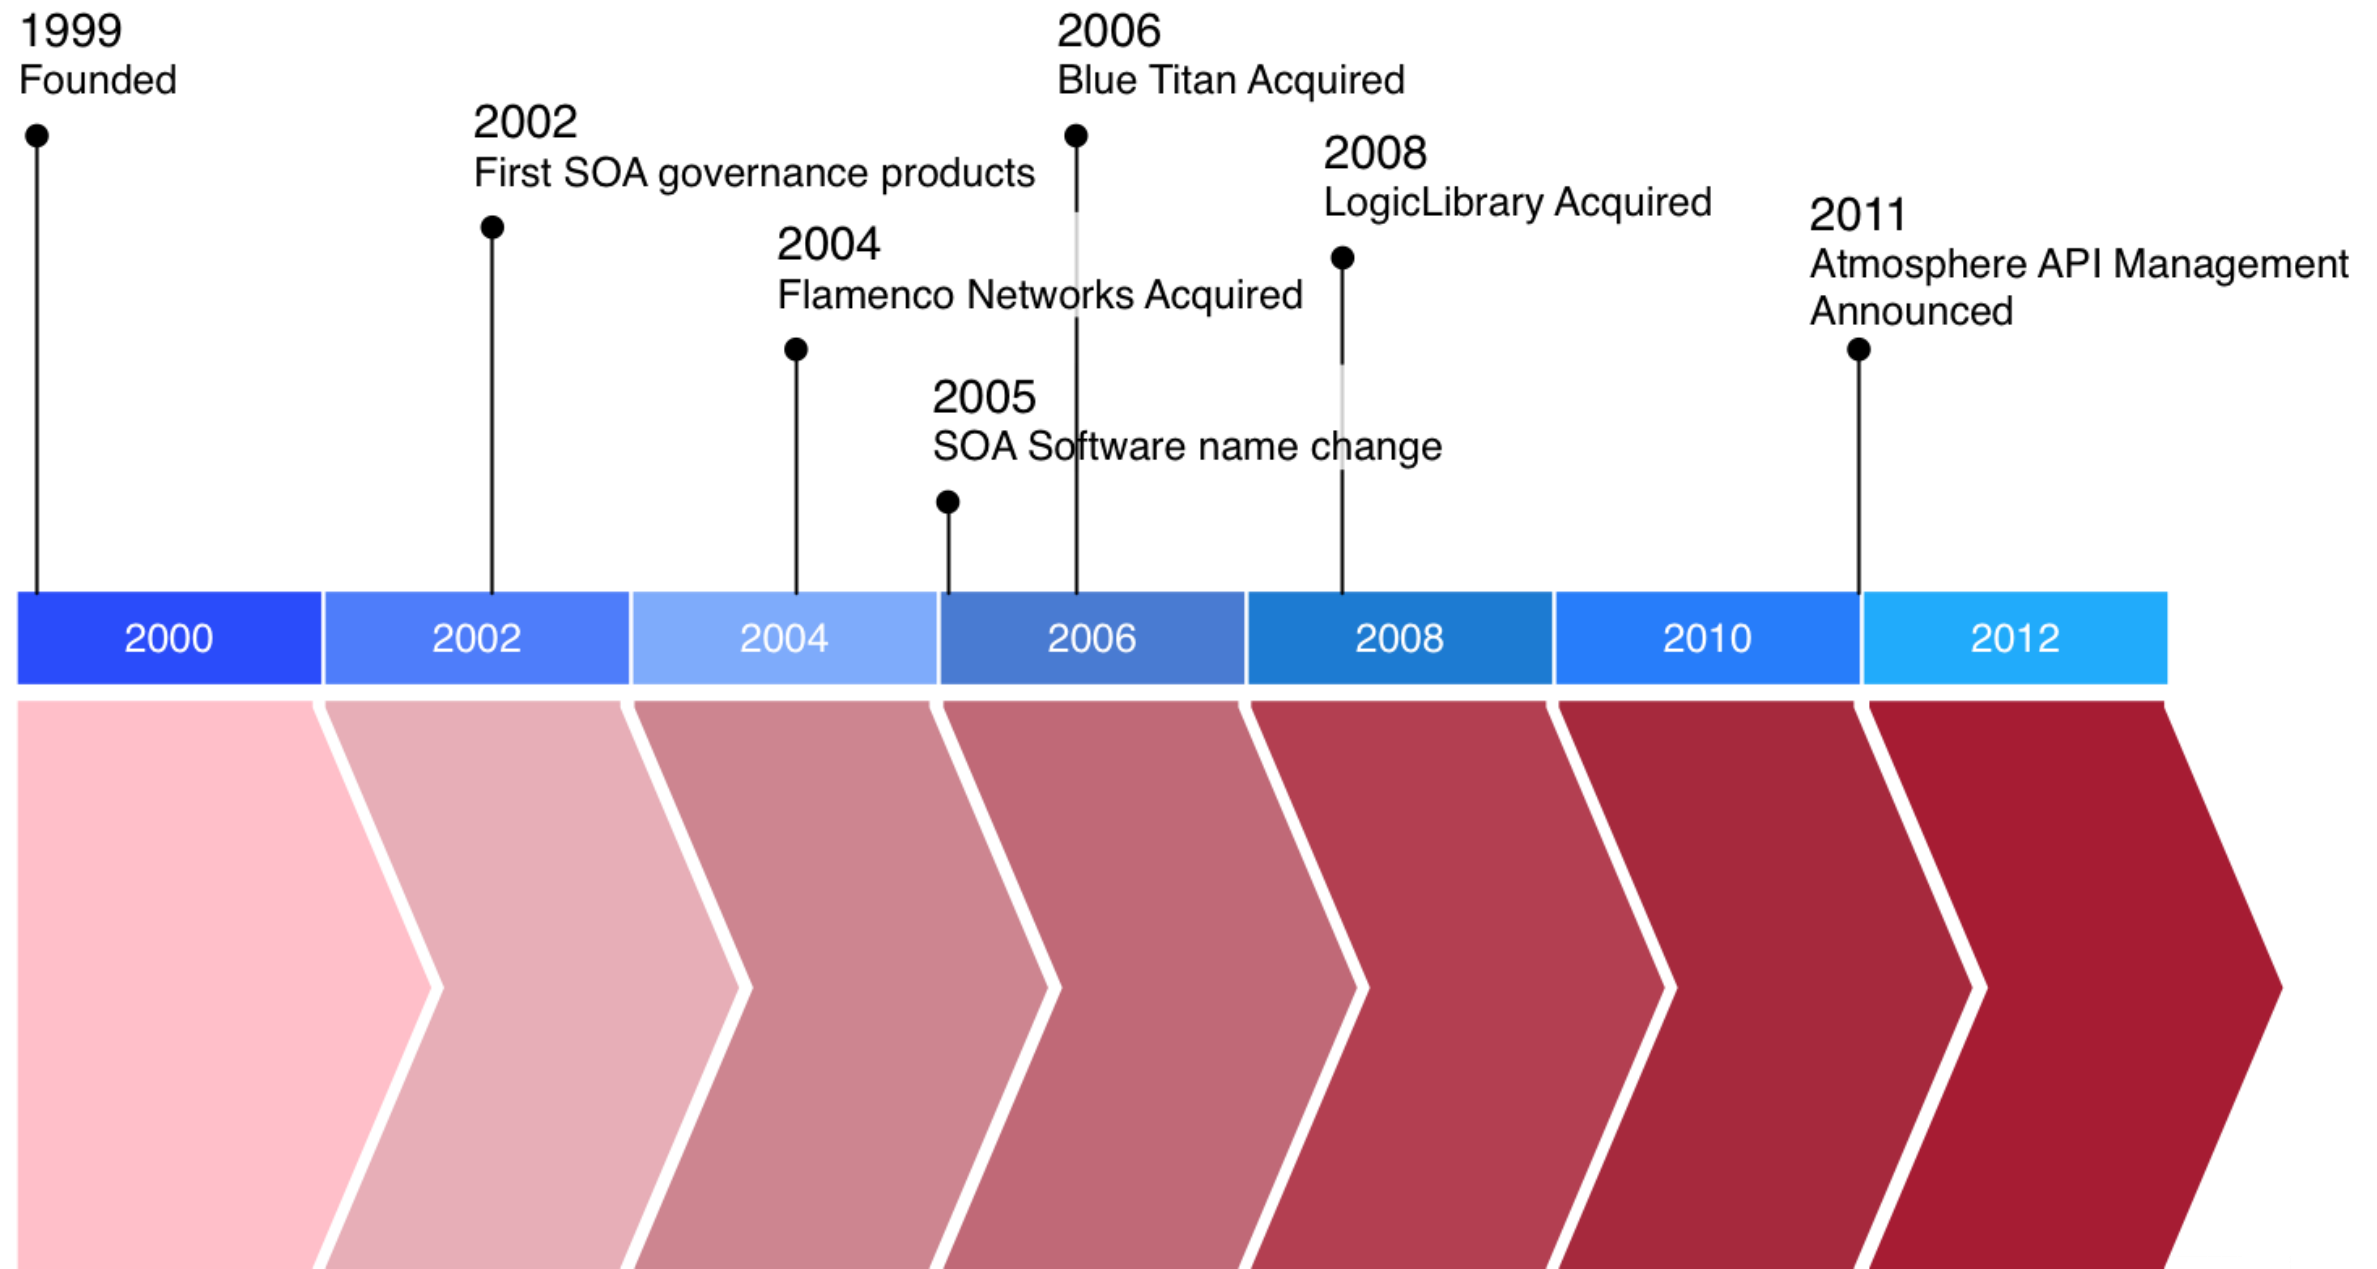 1999
Founded
2002
First SOA governance products
2004
Flamenco Networks Acquired
2005
SOA Software name change
2006
Blue Titan Acquired
2008
LogicLibrary Acquired
2011
Atmosphere API Management
Announced
2000
2002
2004
2006
2008
2010
2012